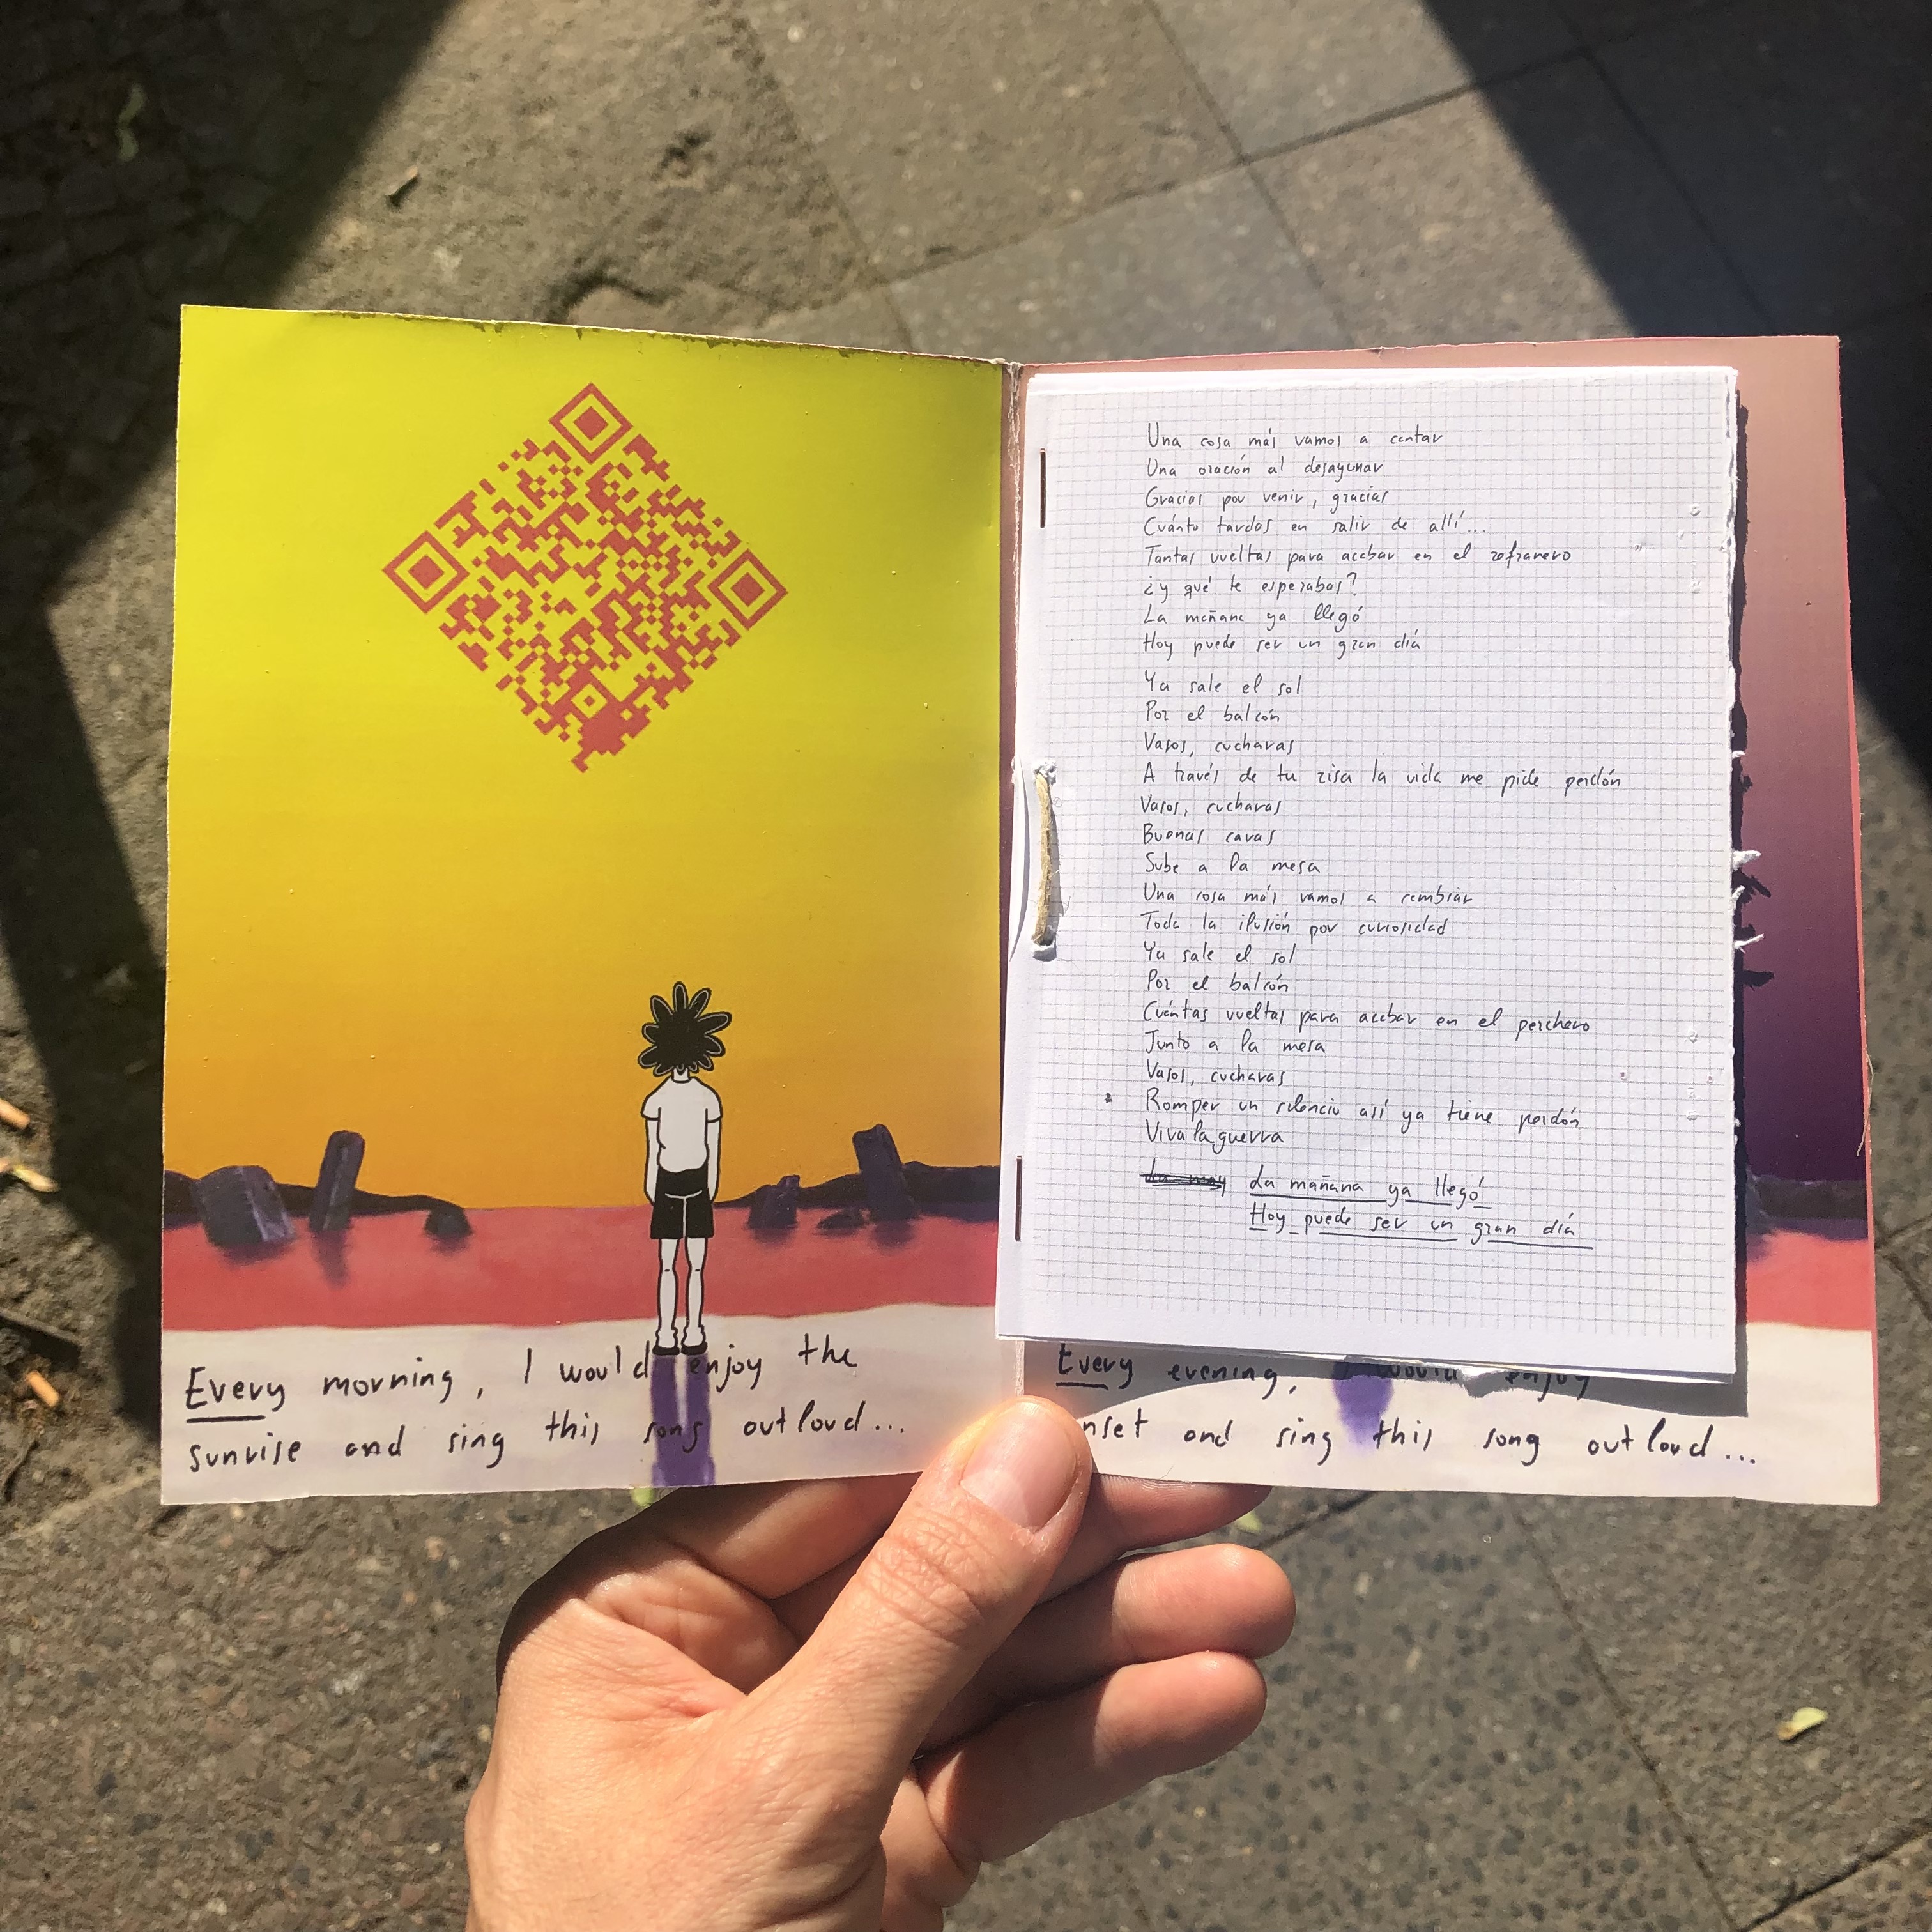 Every morning, I would enjoy the
sunrise and sing this song out loud...
Una cosa más vamos a contar
Una oración al desayunar
Gracias por venir, gracias
Cuánto tardas en salir de allí...
Tantas vueltas para acabar en el refranero
¿y qué te esperabas?
La mañana ya llegó
Hoy puede ser un gran día
Ya sale el sol
Por el balcón
Vasos, cucharas
A través de tu risa la vida me pide perdón
Vasos, cucharas
Buenas caras
Sube a la mesa
Una cosa más vamos a cambiar
Toda la ilusión por curiosidad
Ya sale el sol
Por el balcón
Cuántas vueltas para acabar en el perchero
Junto a la mesa
Vasos, cucharas
Romper un silencio así ya tiene perdón
Viva la guerra
La mañana ya llegó
Hoy puede ser un gran día
Every evening, I would enjoy
nset and sing this song out loud...